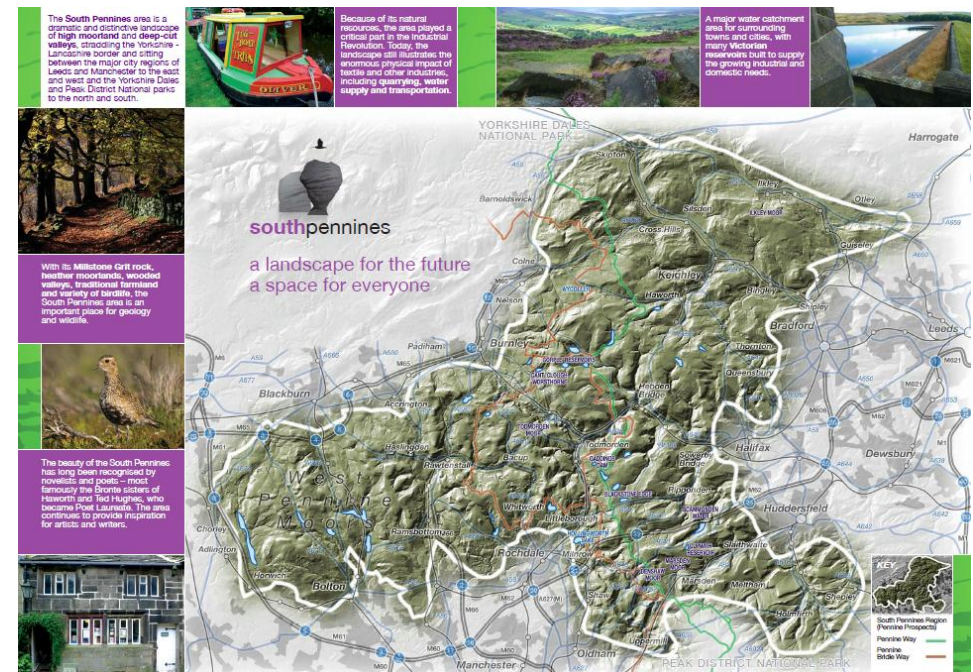 The South Pennines area is a
dramatic and distinctive landscape
of high moorland and deep-cut
valleys, straddling the Yorkshire -
Lancashire border and sitting
between the major city regions of
Leeds and Manchester to the east
and west and the Yorkshire Dales
and Peak District National parks
to the north and south.
OLIVER
Because of its natural
resources, the area played a
critical part in the Industrial
Revolution. Today, the
landscape still illustrates the
enormous physical impact of
textile and other industries,
including quarrying, water
supply and transportation.
A major water catchment
area for surrounding
towns and cities, with
many Victorian
reservoirs built to supply
the growing industrial and
domestic needs.
With its Millstone Grit rock,
heather moorlands, wooded
valleys, traditional farmland
and variety of birdlife, the
South Pennines area is an
important place for geology
and wildlife.
The beauty of the South Pennines
has long been recognised by
novelists and poets – most
famously the Bronte sisters of
Haworth and Ted Hughes, who
became Poet Laureate. The area
continues to provide inspiration
for artists and writers.
southpennines
a landscape for the future
a space for everyone
YORKSHIRE DALES
NATIONAL PARK
Harrogate
Skipton
Ilkley
Otley
Barnoldswick
Silsden
ILKLEY MOOR
Cross Hills
Guiseley
Colne
Keighley
Nelson
WYCOLLER
Haworth
Bingley
Shipley
Bradford
Leeds
Burnley
Padiham
Thornton
Queensbury
Blackburn
Accrington
Hebden
Bridge
TODMORDEN
MOOR
Haslingden
Todmorden
Halifax
Dewsbury
Rawtenstall
Bacup
Sowerby
Bridge
West
Pennine
Moors
Ripponden
Whitworth
BLACKSTONE EDGE
Huddersfield
Chorley
Ramsbottom
Littleborough
Adlington
Rochdale
Milnrow
Slaithwaite
Horwich
Bolton
MARSDEN
MOOR
DENSHAW
MOOR
Marsden
Meltham
Shaw
Holmfirth
Shepley
Uppermill
Oldham
Manchester
PEAK DISTRICT NATIONAL PARK
KEY
South Pennines Region
(Pennine Prospects)
Pennine Way
Pennine
Bridle Way